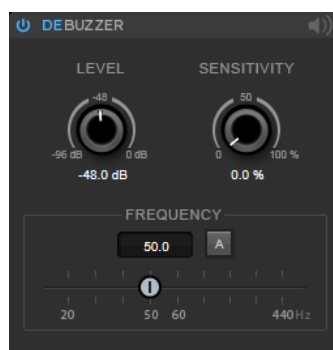 DEBUZZER
LEVEL SENSITIVITY
-48 50
-96 dB 0 dB 0 100 %
-48.0 dB 0.0 %
FREQUENCY
50.0 A
20 50 60 440 Hz